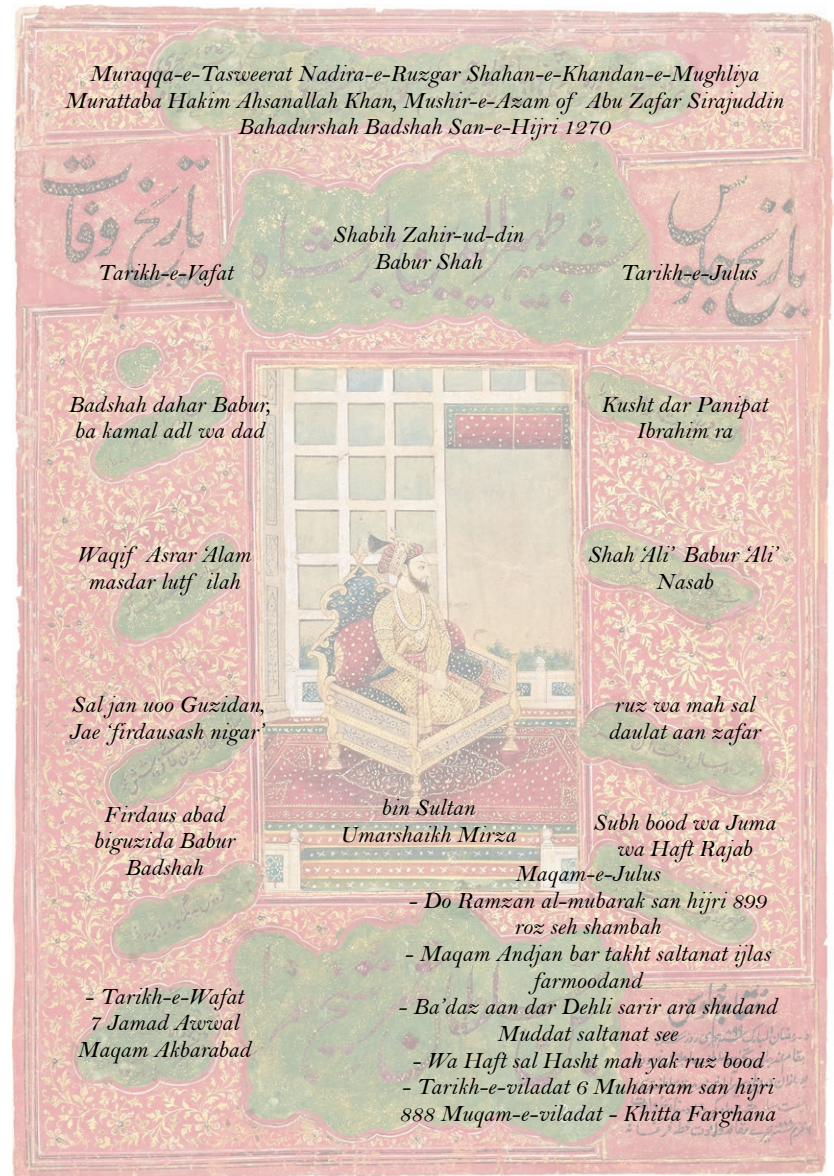 Muraqqa-e-Tasweerat Nadira-e-Ruzgar Shahan-e-Khandan-e-Mughliya
Murattaba Hakim Ahsanallah Khan, Mushir-e-Azam of Abu Zafar Sirajuddin
Bahadurshah Badshah San-e-Hijri 1270
تاریخ وفات
شبیہ ظہیر الدین بابر شاہ
تاریخ جلوس
Shabih Zahir-ud-din
Babur Shah
Tarikh-e-Vafat
Tarikh-e-Julus
Badshah dahar Babur,
ba kamal adl wa dad
Kusht dar Panipat
Ibrahim ra
Waqif Asrar ‘Alam
masdar lutf ilah
Shah ‘Ali’ Babur ‘Ali’
Nasab
Sal jan uoo Guzidan,
Jae ‘firdausash nigar’
ruz wa mah sal
daulat aan zafar
Firdaus abad
biguzida Babur
Badshah
bin Sultan
Umarshaikh Mirza
Subh bood wa Juma
wa Haft Rajab
Maqam-e-Julus
- Do Ramzan al-mubarak san hijri 899
roz seh shambah
- Maqam Andjan bar takht saltanat ijlas
farmoodand
- Ba’daz aan dar Dehli sarir ara shudand
Muddat saltanat see
- Wa Haft sal Hasht mah yak ruz bood
- Tarikh-e-viladat 6 Muharram san hijri
888 Muqam-e-viladat - Khitta Farghana
- Tarikh-e-Wafat
7 Jamad Awwal
Maqam Akbarabad